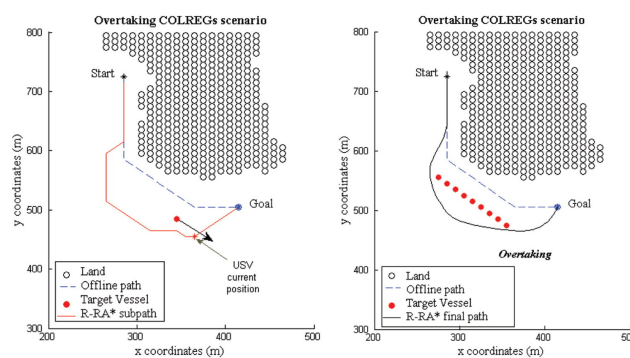 Overtaking COLREGs scenario
800
700
600
500
400
300
200
300
400
500
y coordinates (m)
x coordinates (m)
Start
Goal
USV
current
position
Land
Offline path
Target Vessel
R-RA* subpath
Overtaking COLREGs scenario
800
700
600
500
400
300
200
300
400
500
y coordinates (m)
x coordinates (m)
Start
Goal
Overtaking
Land
Offline path
Target Vessel
R-RA* final path